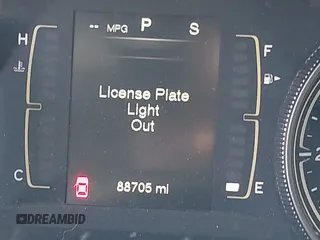 -- MPG P S
H
F
License Plate
Light
Out
C
88705 mi
E
DREAMBID